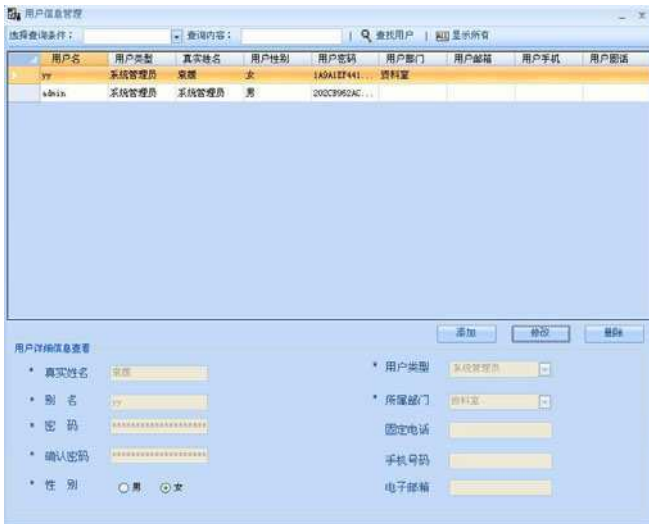 用户信息管理
选择查询条件： 查询内容： | 查找用户 | 显示所有
用户名 用户类型 真实姓名 用户性别 用户密码 用户部门 用户邮箱 用户手机 用户固话
yy 系统管理员 女 1A9A1EF441... 资料室
admin 系统管理员 系统管理员 男 202CB962AC...
添加 修改 删除
用户详细信息查看
* 真实姓名 * 用户类型 系统管理员
* 别 名 yy * 所属部门 资料室
* 密 码 ******************** 固定电话
* 确认密码 ******************** 手机号码
* 性 别 男 女 电子邮箱